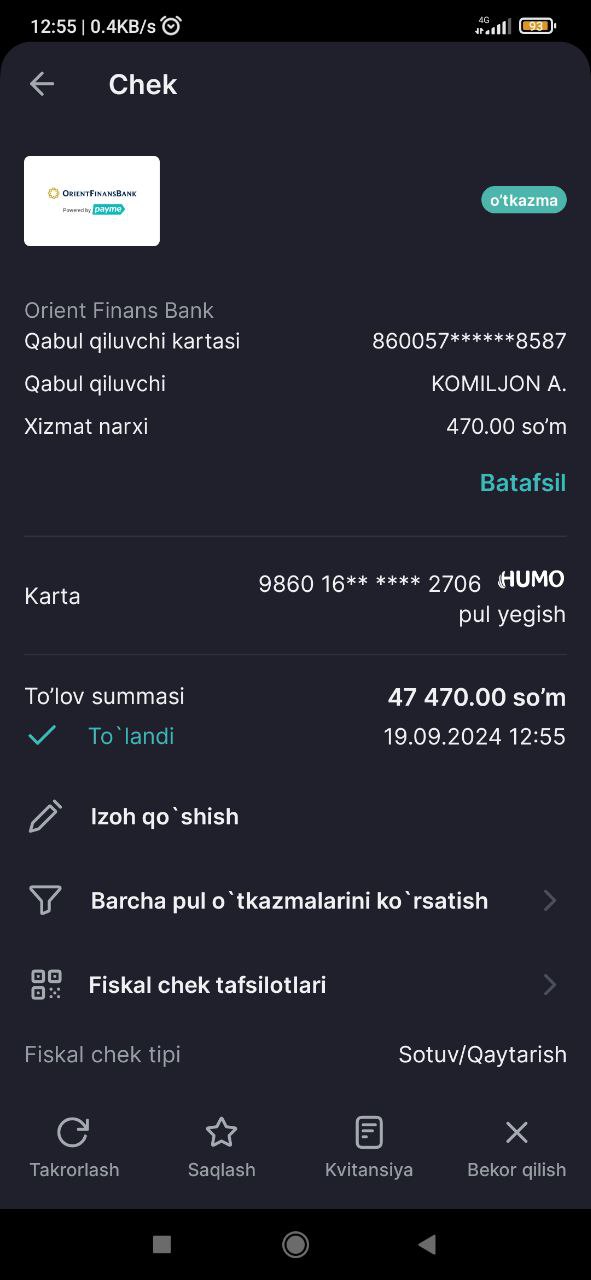 12:55 | 0.4KB/s 4G 93
Chek
ORIENTFINANSBANK
Powered by payme
o'tkazma
Orient Finans Bank
Qabul qiluvchi kartasi 860057******8587
Qabul qiluvchi KOMILJON A.
Xizmat narxi 470.00 so'm
Batafsil
Karta 9860 16** **** 2706 HUMO
pul yegish
To'lov summasi 47 470.00 so'm
To`landi 19.09.2024 12:55
Izoh qo`shish
Barcha pul o`tkazmalarini ko`rsatish
Fiskal chek tafsilotlari
Fiskal chek tipi Sotuv/Qaytarish
Takrorlash Saqlash Kvitansiya Bekor qilish